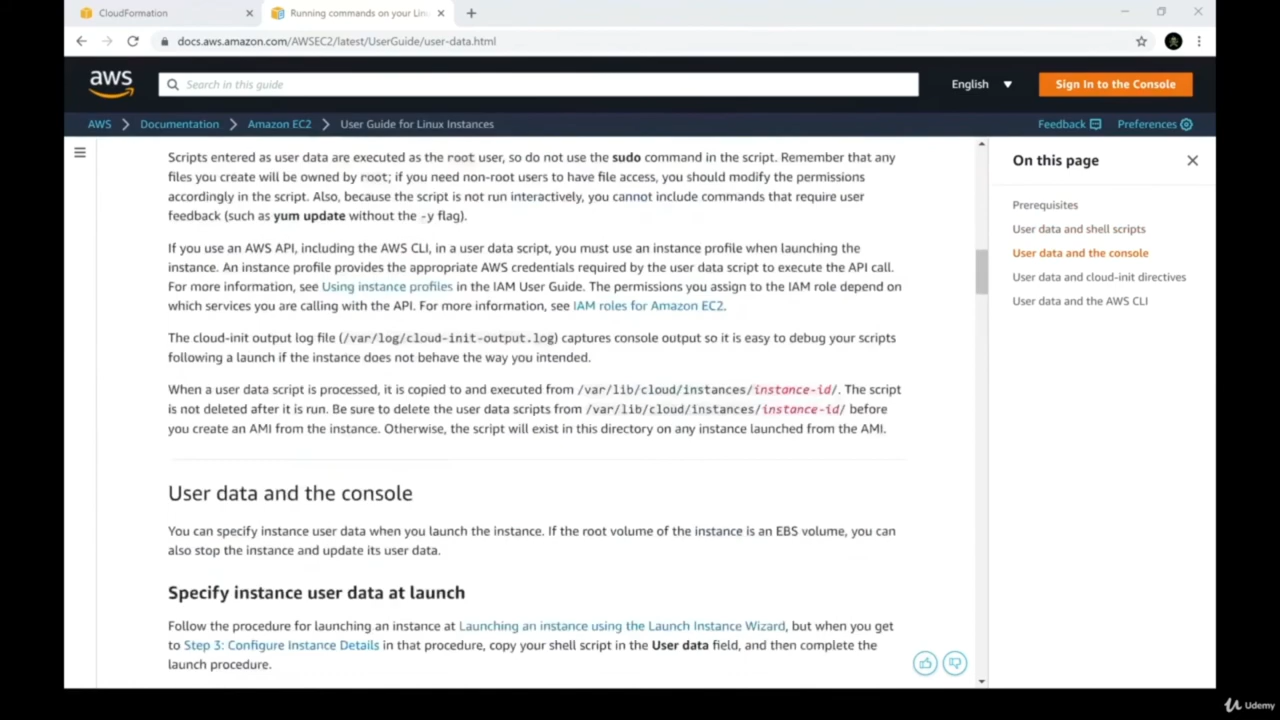 CloudFormation
Running commands on your Lin
docs.aws.amazon.com/AWSEC2/latest/UserGuide/user-data.html
aws
Search in this guide
English
Sign In to the Console
AWS
Documentation
Amazon EC2
User Guide for Linux Instances
Feedback
Preferences
Scripts entered as user data are executed as the root user, so do not use the sudo command in the script. Remember that any
files you create will be owned by root; if you need non-root users to have file access, you should modify the permissions
accordingly in the script. Also, because the script is not run interactively, you cannot include commands that require user
feedback (such as yum update without the -y flag).
If you use an AWS API, including the AWS CLI, in a user data script, you must use an instance profile when launching the
instance. An instance profile provides the appropriate AWS credentials required by the user data script to execute the API call.
For more information, see Using instance profiles in the IAM User Guide. The permissions you assign to the IAM role depend on
which services you are calling with the API. For more information, see IAM roles for Amazon EC2.
The cloud-init output log file (/var/log/cloud-init-output.log) captures console output so it is easy to debug your scripts
following a launch if the instance does not behave the way you intended.
When a user data script is processed, it is copied to and executed from /var/lib/cloud/instances/instance-id/. The script
is not deleted after it is run. Be sure to delete the user data scripts from /var/lib/cloud/instances/instance-id/ before
you create an AMI from the instance. Otherwise, the script will exist in this directory on any instance launched from the AMI.
User data and the console
You can specify instance user data when you launch the instance. If the root volume of the instance is an EBS volume, you can
also stop the instance and update its user data.
Specify instance user data at launch
Follow the procedure for launching an instance at Launching an instance using the Launch Instance Wizard, but when you get
to Step 3: Configure Instance Details in that procedure, copy your shell script in the User data field, and then complete the
launch procedure.
On this page
Prerequisites
User data and shell scripts
User data and the console
User data and cloud-init directives
User data and the AWS CLI
Udemy